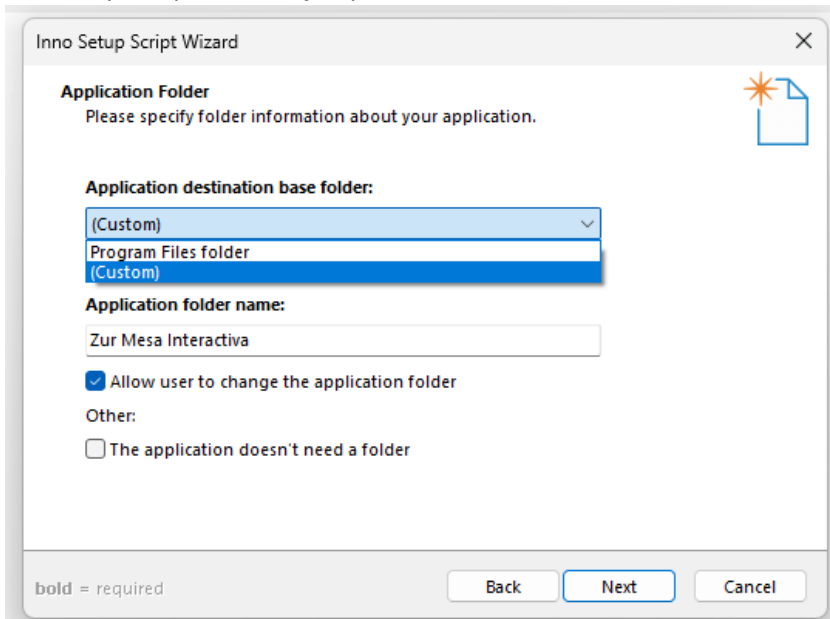 Inno Setup Script Wizard
Application Folder
Please specify folder information about your application.
Application destination base folder:
(Custom)
Program Files folder
(Custom)
Application folder name:
Zur Mesa Interactiva
Allow user to change the application folder
Other:
The application doesn't need a folder
bold = required
Back
Next
Cancel